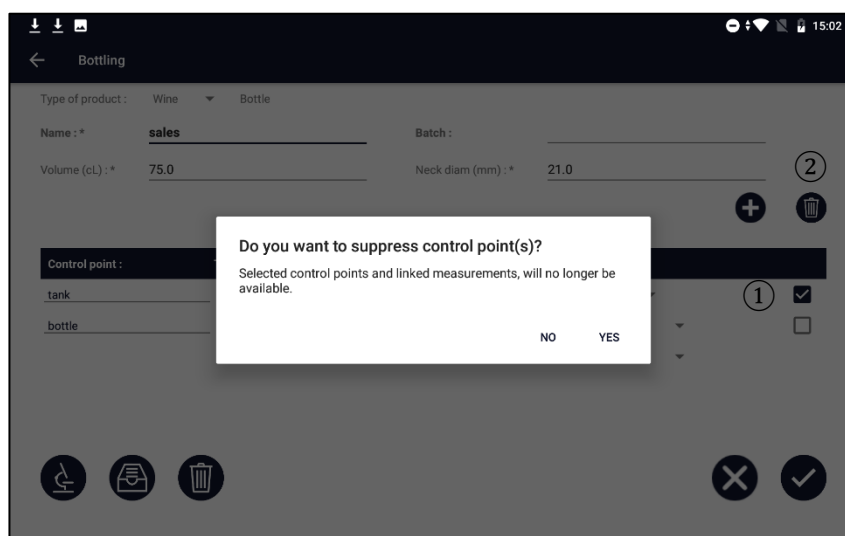 15:02
Bottling
Type of product : Wine Bottle
Name : * sales Batch :
Volume (cL) : * 75.0 Neck diam (mm) : * 21.0
2
Do you want to suppress control point(s)?
Control point :
Selected control points and linked measurements, will no longer be
available.
tank 1
bottle
NO YES